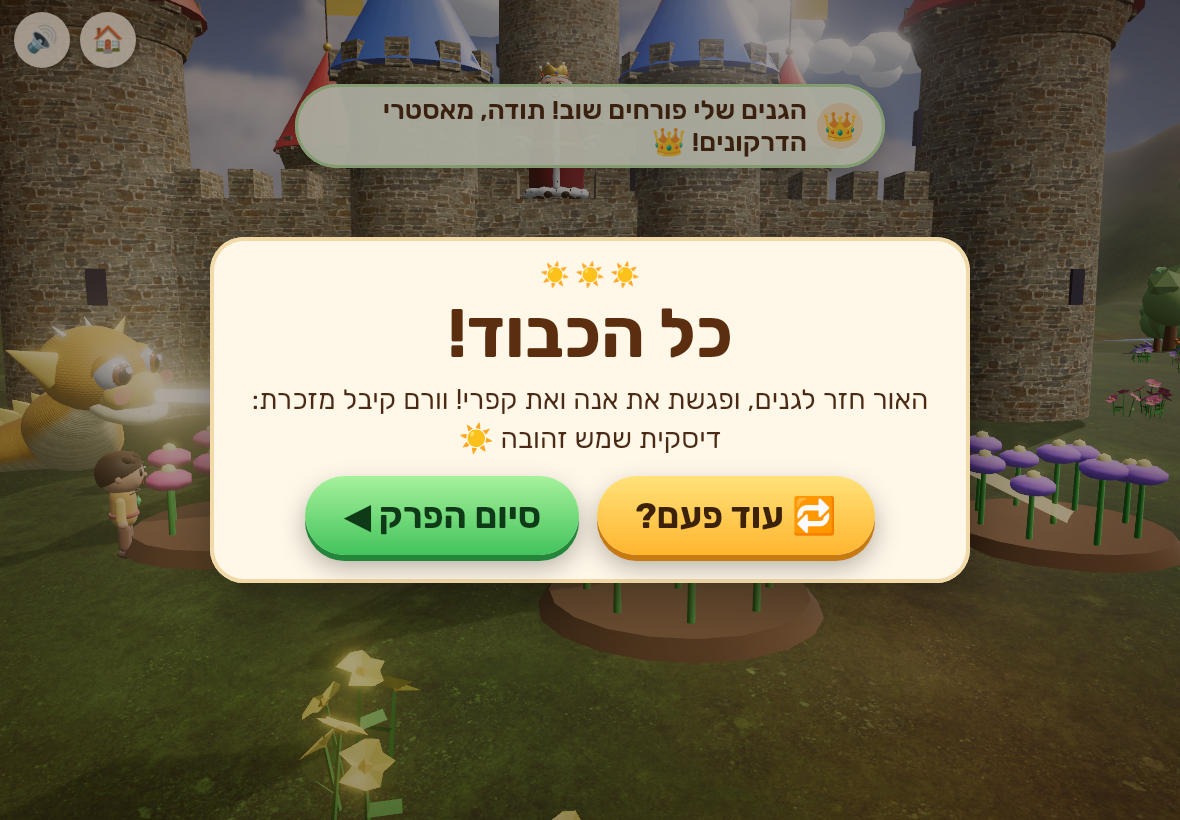 הגנים שלי פורחים שוב! תודה, מאסטרי
הדרקונים! 👑
כל הכבוד!
האור חזר לגנים, ופגשת את אנה ואת קפרי! וורם קיבל מזכרת:
דיסקית שמש זהובה ☀️
🔁 עוד פעם?
סיום הפרק ◀